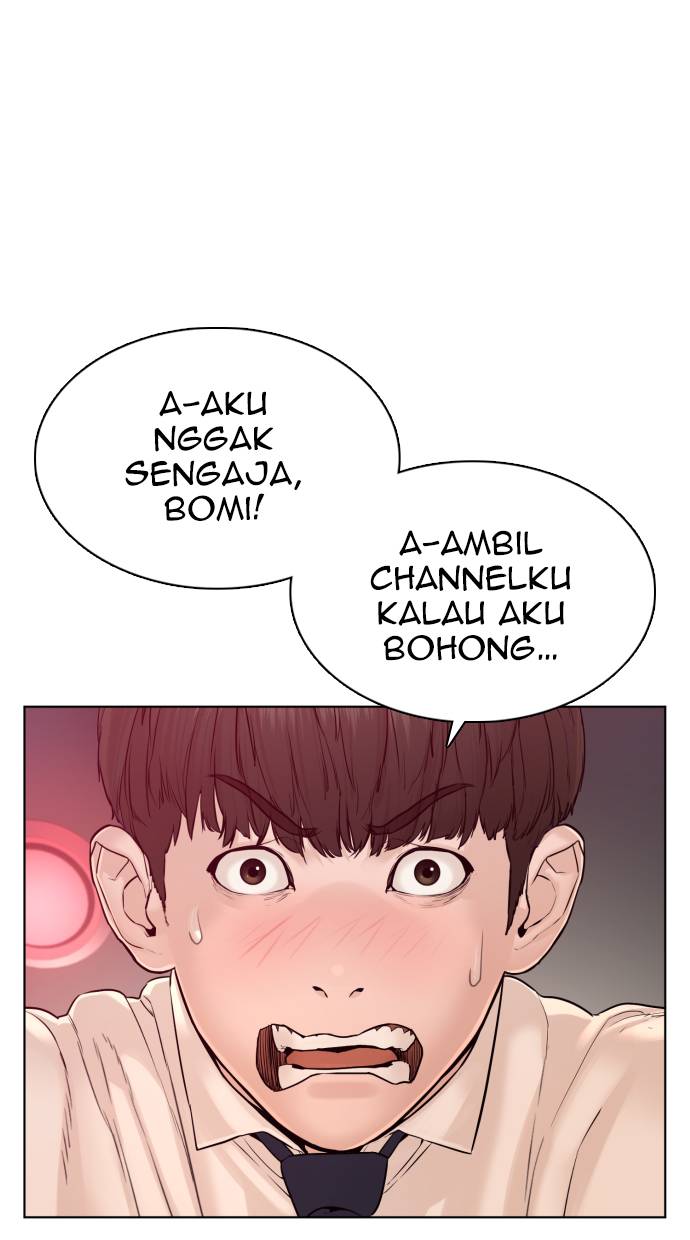 A-AKU
NGGAK
SENGAJA,
BOMI!
A-AMBIL
CHANNELKU
KALAU AKU
BOHONG...